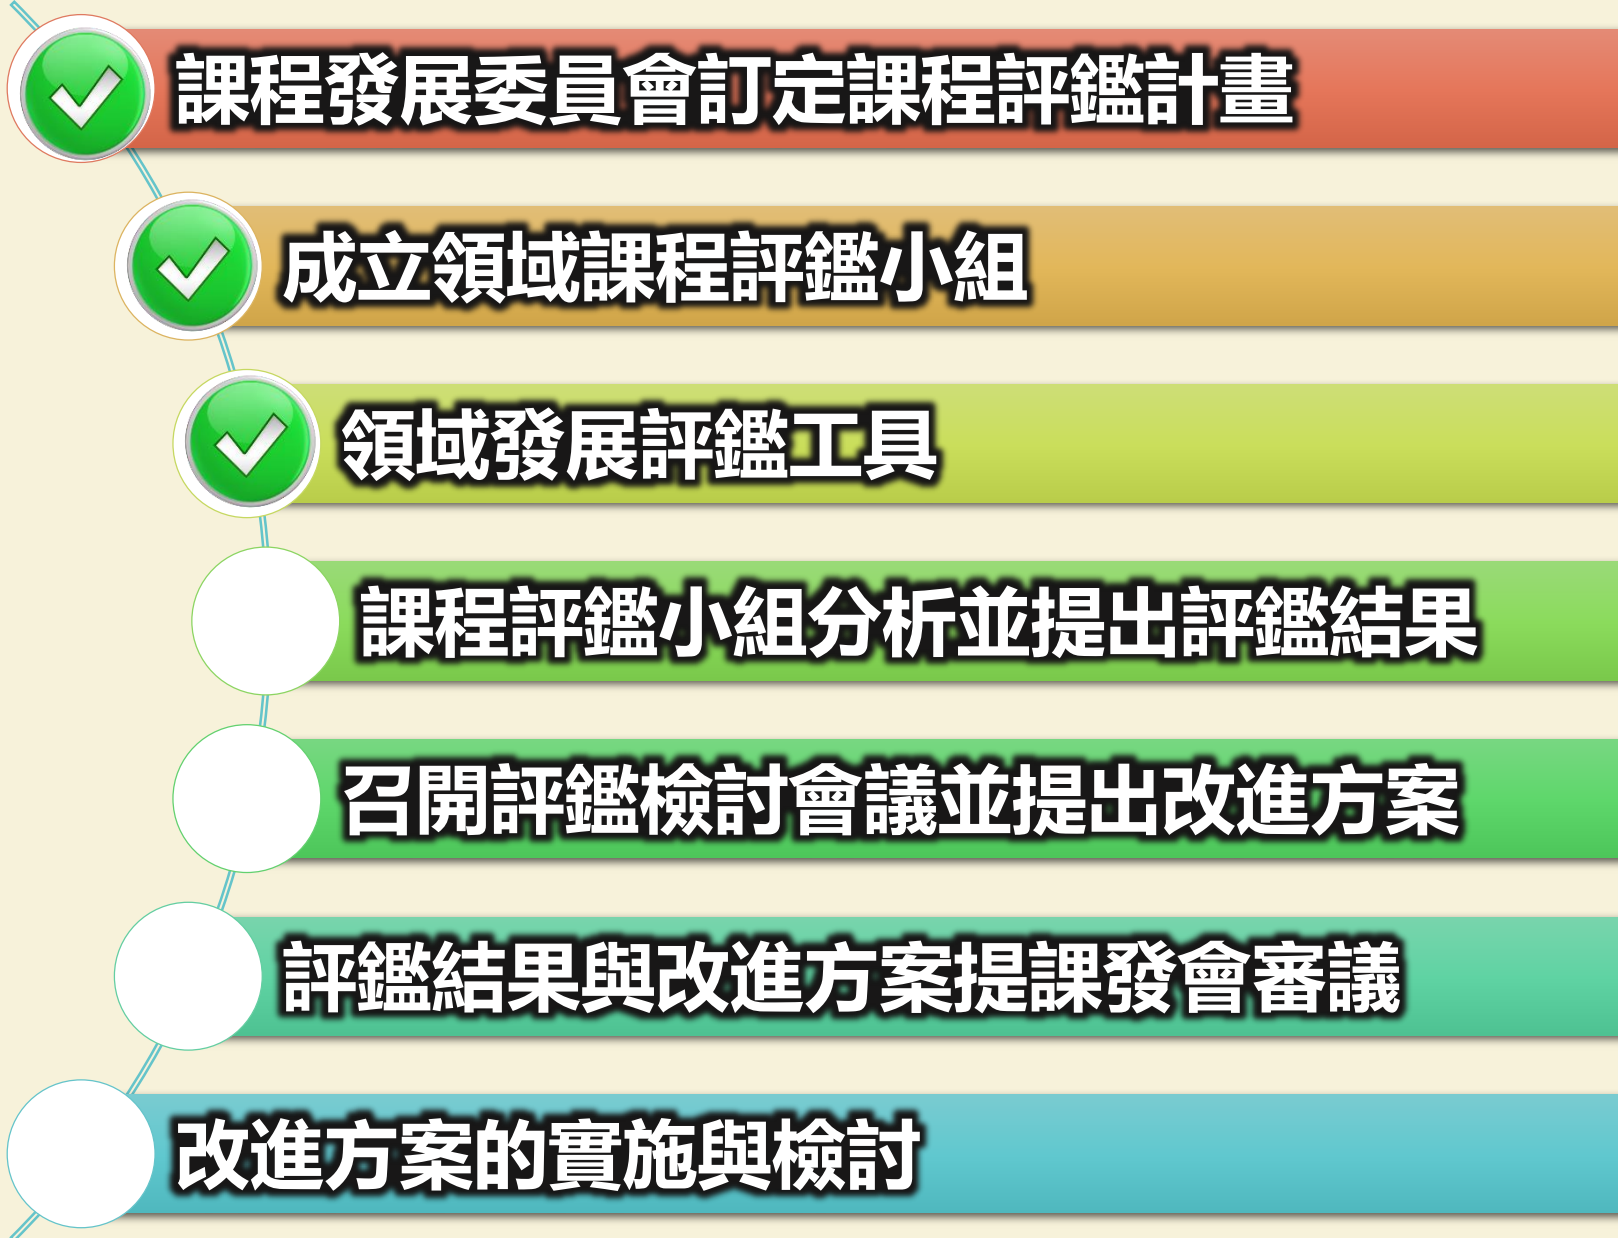 課程發展委員會訂定課程評鑑計畫
成立領域課程評鑑小組
領域發展評鑑工具
課程評鑑小組分析並提出評鑑結果
召開評鑑檢討會議並提出改進方案
評鑑結果與改進方案提課發會審議
改進方案的實施與檢討